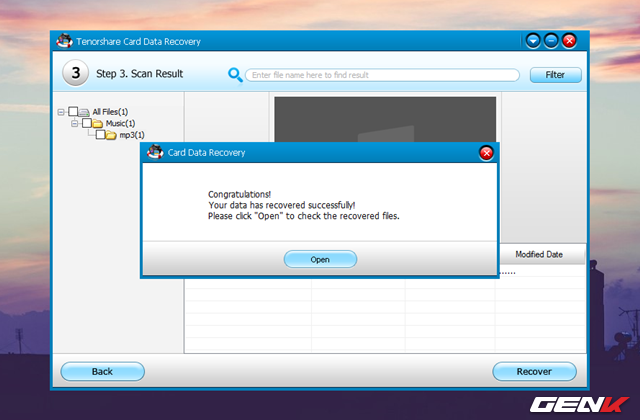 Tenorshare Card Data Recovery
3
Step 3. Scan Result
Enter file name here to find result
Filter
All Files(1)
Music(1)
mp3(1)
Card Data Recovery
Congratulations!
Your data has recovered successfully!
Please click "Open" to check the recovered files.
Open
Modified Date
......
Back
Recover
GENK